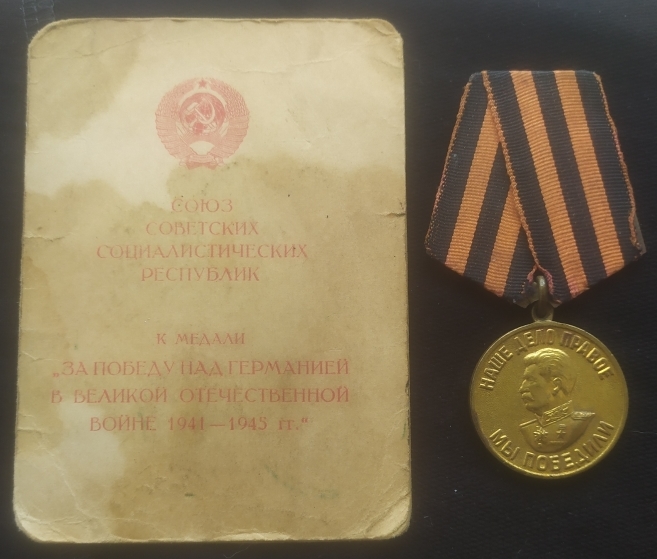 СОЮЗ
СОВЕТСКИХ
СОЦИАЛИСТИЧЕСКИХ
РЕСПУБЛИК
К МЕДАЛИ
„ЗА ПОБЕДУ НАД ГЕРМАНИЕЙ
В ВЕЛИКОЙ ОТЕЧЕСТВЕННОЙ
ВОЙНЕ 1941—1945 гг.“
НАШЕ ДЕЛО ПРАВОЕ
МЫ ПОБЕДИЛИ